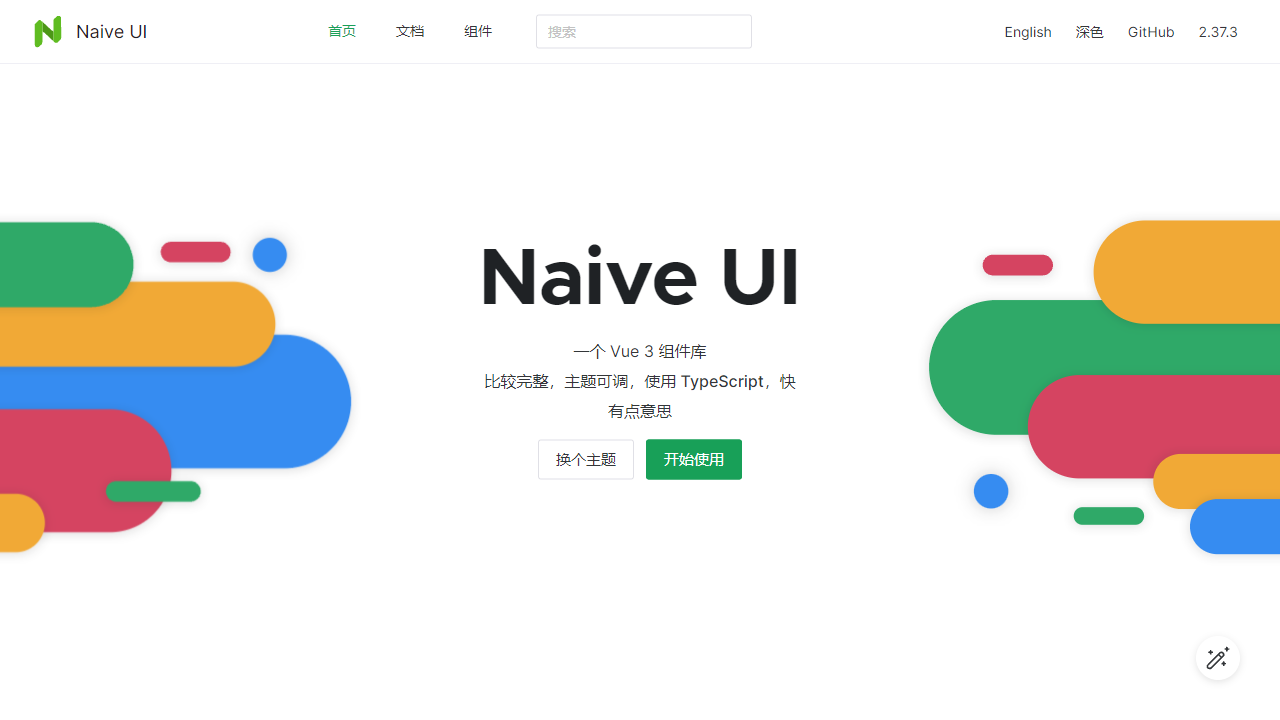 Naive UI
首页
文档
组件
搜索
English
深色
GitHub
2.37.3
Naive UI
一个 Vue 3 组件库
比较完整，主题可调，使用 TypeScript，快
有点意思
换个主题
开始使用